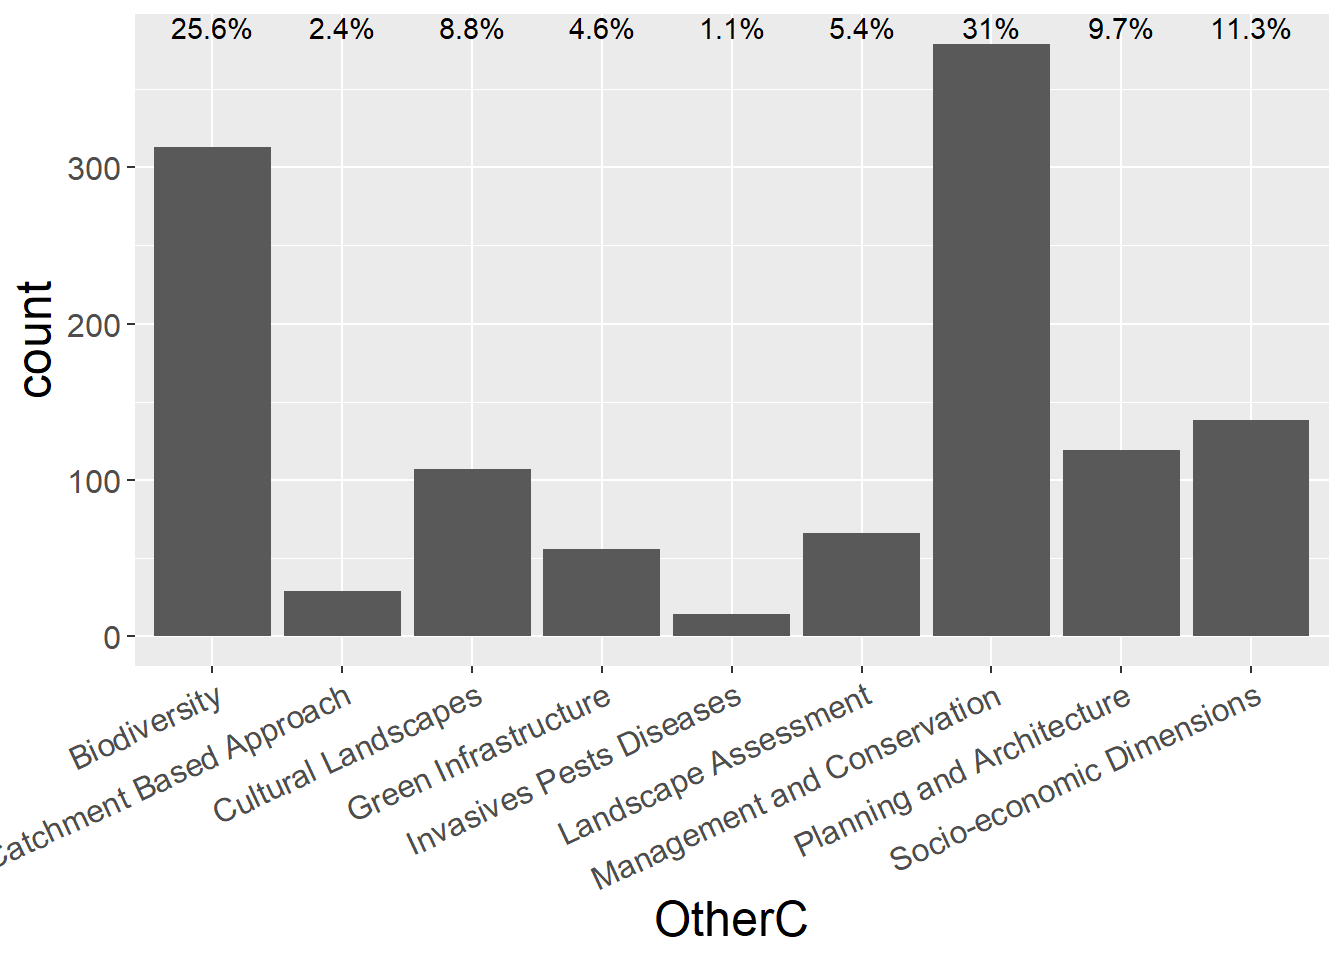 25.6% 2.4% 8.8% 4.6% 1.1% 5.4% 31% 9.7% 11.3%
count
300
200
100
0
Biodiversity
Catchment Based Approach
Cultural Landscapes
Green Infrastructure
Invasives Pests Diseases
Landscape Assessment
Management and Conservation
Planning and Architecture
Socio-economic Dimensions
OtherC